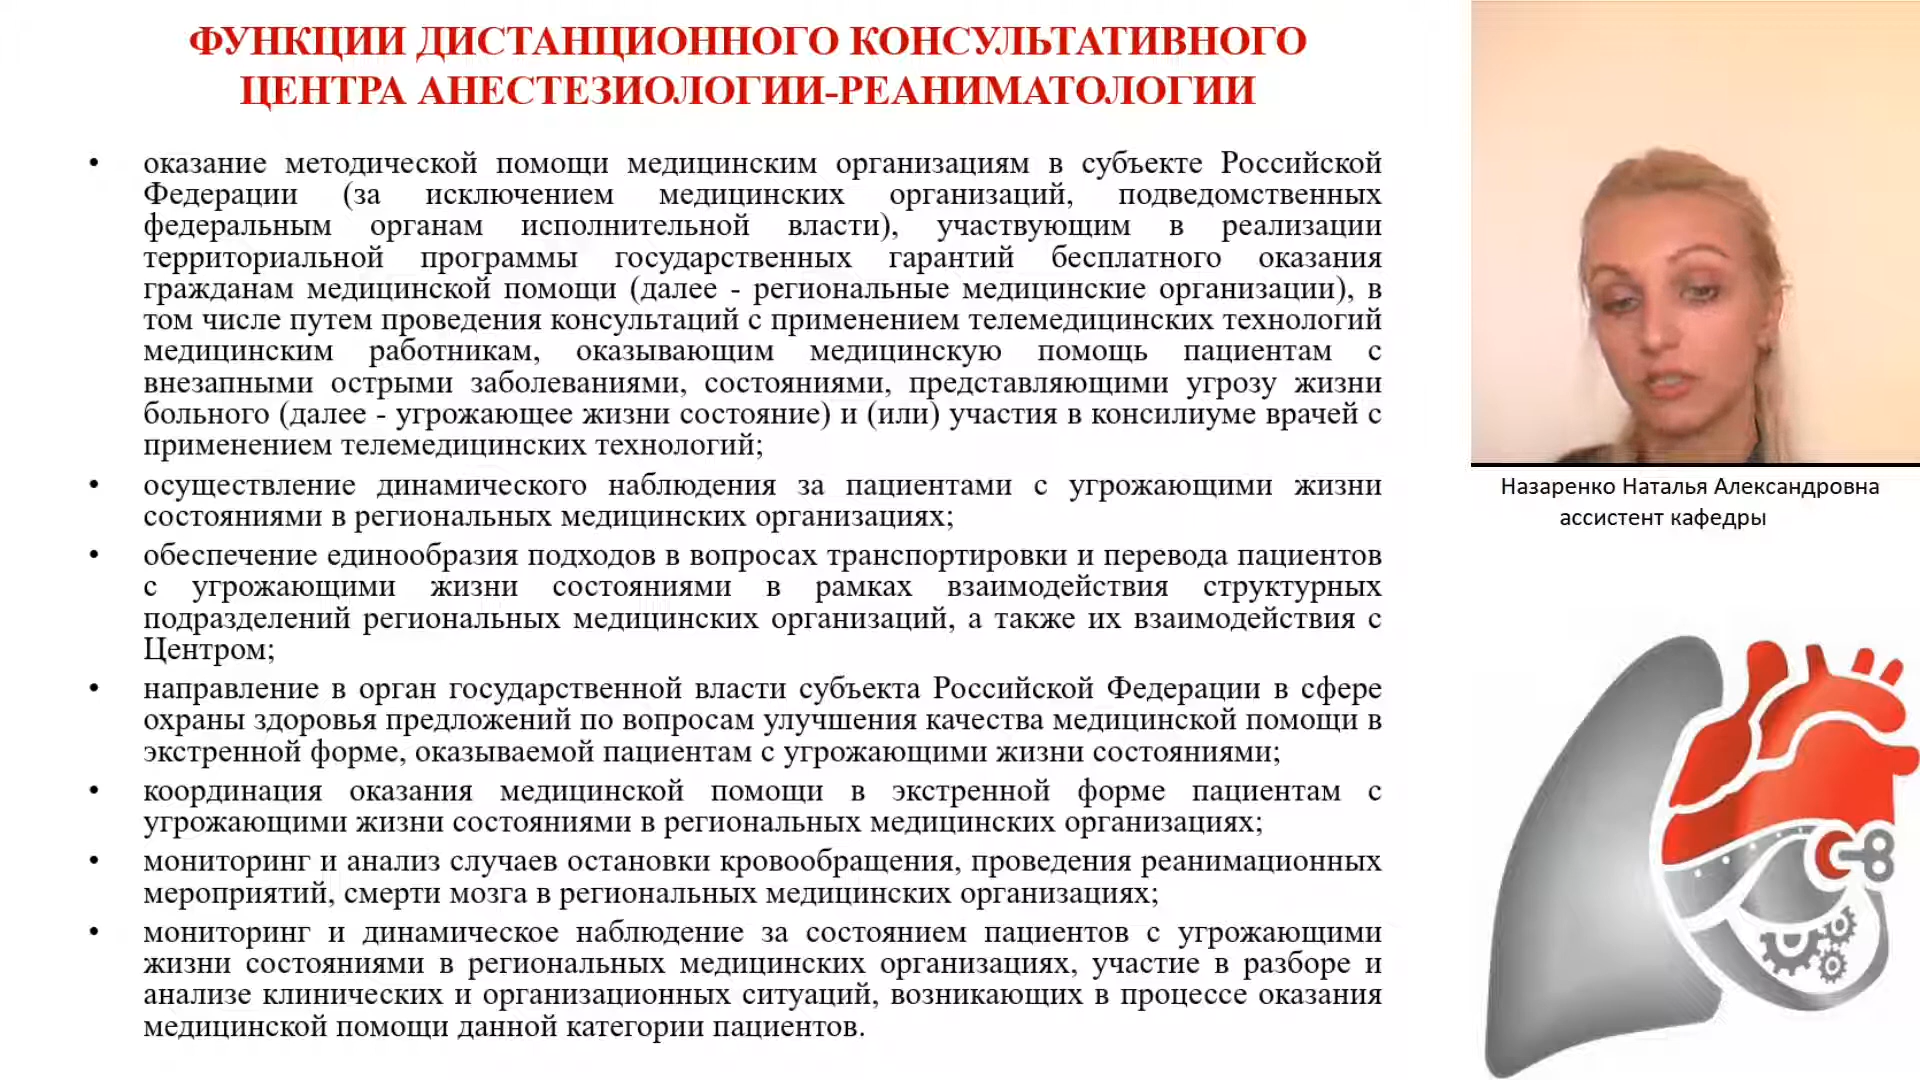 ФУНКЦИИ ДИСТАНЦИОННОГО КОНСУЛЬТАТИВНОГО
ЦЕНТРА АНЕСТЕЗИОЛОГИИ-РЕАНИМАТОЛОГИИ
• оказание методической помощи медицинским организациям в субъекте Российской
Федерации (за исключением медицинских организаций, подведомственных
федеральным органам исполнительной власти), участвующим в реализации
территориальной программы государственных гарантий бесплатного оказания
гражданам медицинской помощи (далее - региональные медицинские организации), в
том числе путем проведения консультаций с применением телемедицинских технологий
медицинским работникам, оказывающим медицинскую помощь пациентам с
внезапными острыми заболеваниями, состояниями, представляющими угрозу жизни
больного (далее - угрожающее жизни состояние) и (или) участия в консилиуме врачей с
применением телемедицинских технологий;
• осуществление динамического наблюдения за пациентами с угрожающими жизни
состояниями в региональных медицинских организациях;
• обеспечение единообразия подходов в вопросах транспортировки и перевода пациентов
с угрожающими жизни состояниями в рамках взаимодействия структурных
подразделений региональных медицинских организаций, а также их взаимодействия с
Центром;
• направление в орган государственной власти субъекта Российской Федерации в сфере
охраны здоровья предложений по вопросам улучшения качества медицинской помощи в
экстренной форме, оказываемой пациентам с угрожающими жизни состояниями;
• координация оказания медицинской помощи в экстренной форме пациентам с
угрожающими жизни состояниями в региональных медицинских организациях;
• мониторинг и анализ случаев остановки кровообращения, проведения реанимационных
мероприятий, смерти мозга в региональных медицинских организациях;
• мониторинг и динамическое наблюдение за состоянием пациентов с угрожающими
жизни состояниями в региональных медицинских организациях, участие в разборе и
анализе клинических и организационных ситуаций, возникающих в процессе оказания
медицинской помощи данной категории пациентов.
Назаренко Наталья Александровна
ассистент кафедры